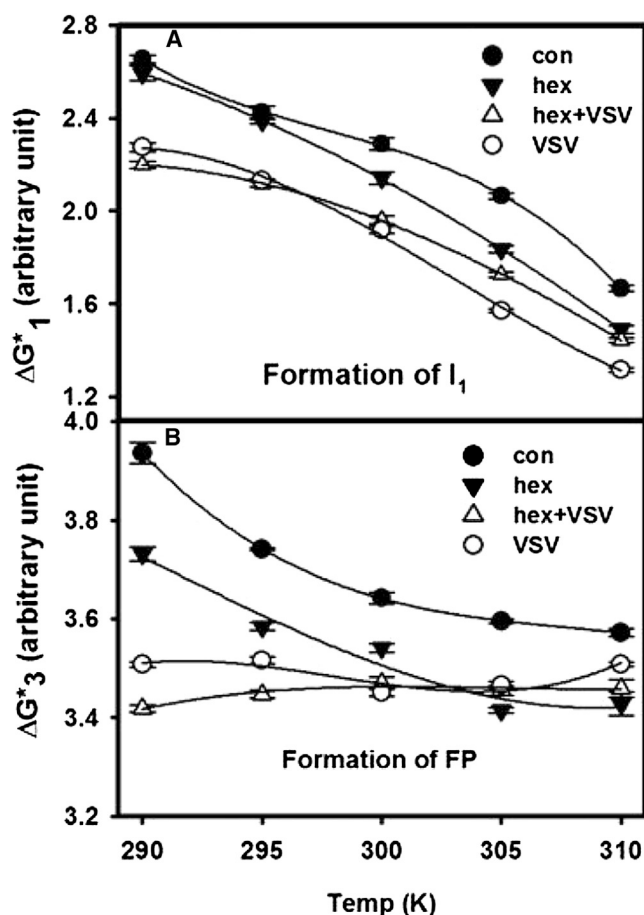 2.8
A
con
hex
hex+VSV
VSV
2.4
2.0
1.6
1.2
ΔG*1 (arbitrary unit)
Formation of I1
4.0
B
con
hex
hex+VSV
VSV
3.8
3.6
3.4
3.2
ΔG*3 (arbitrary unit)
Formation of FP
290 295 300 305 310
Temp (K)